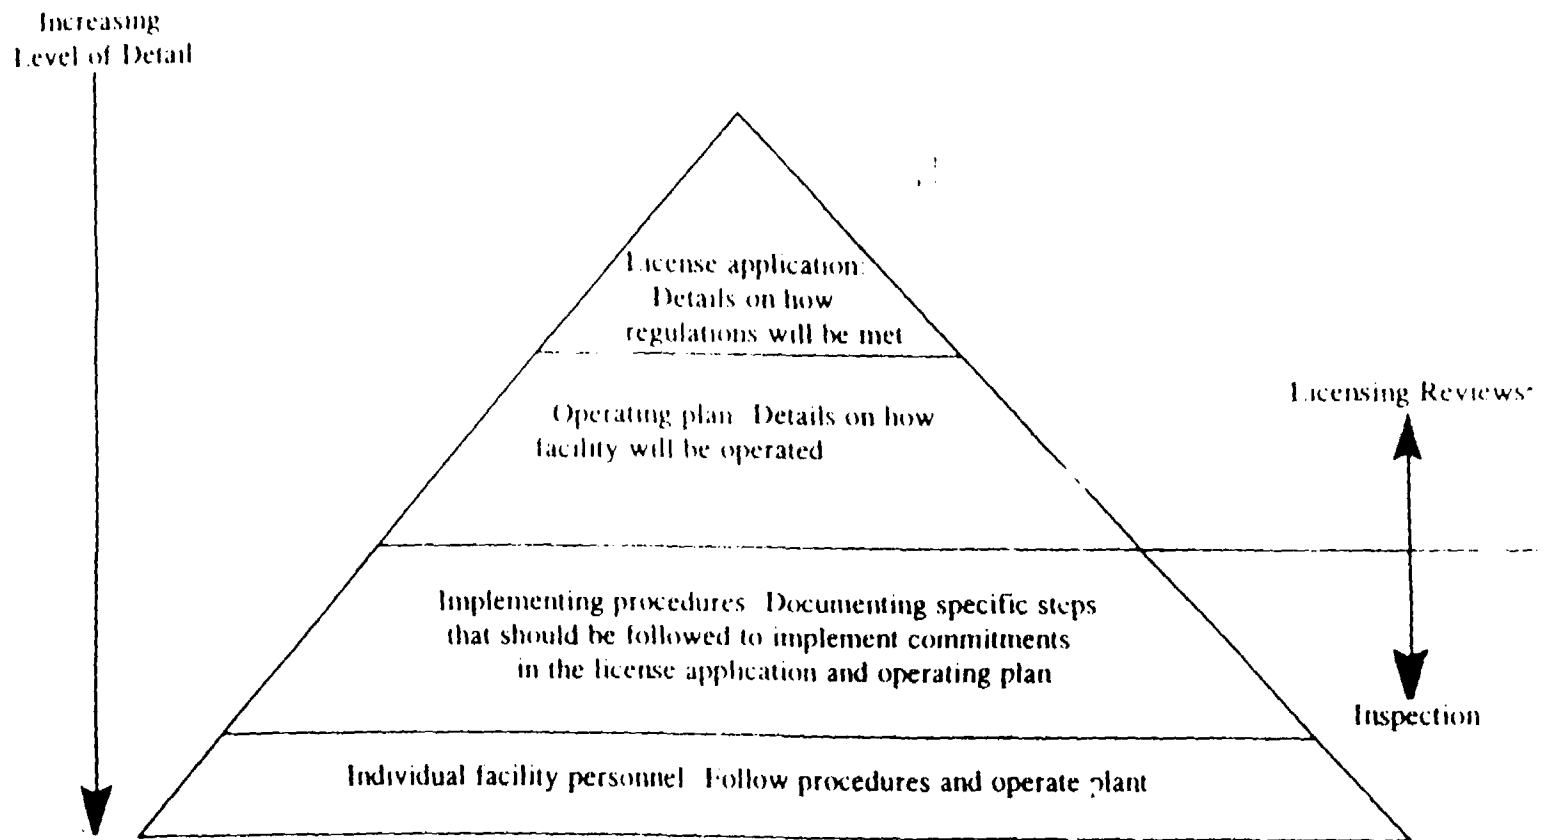 Increasing
Level of Detail
License application:
Details on how
regulations will be met
Operating plan Details on how
facility will be operated
Licensing Reviews
Implementing procedures Documenting specific steps
that should be followed to implement commitments
in the license application and operating plan
Inspection
Individual facility personnel Follow procedures and operate plant